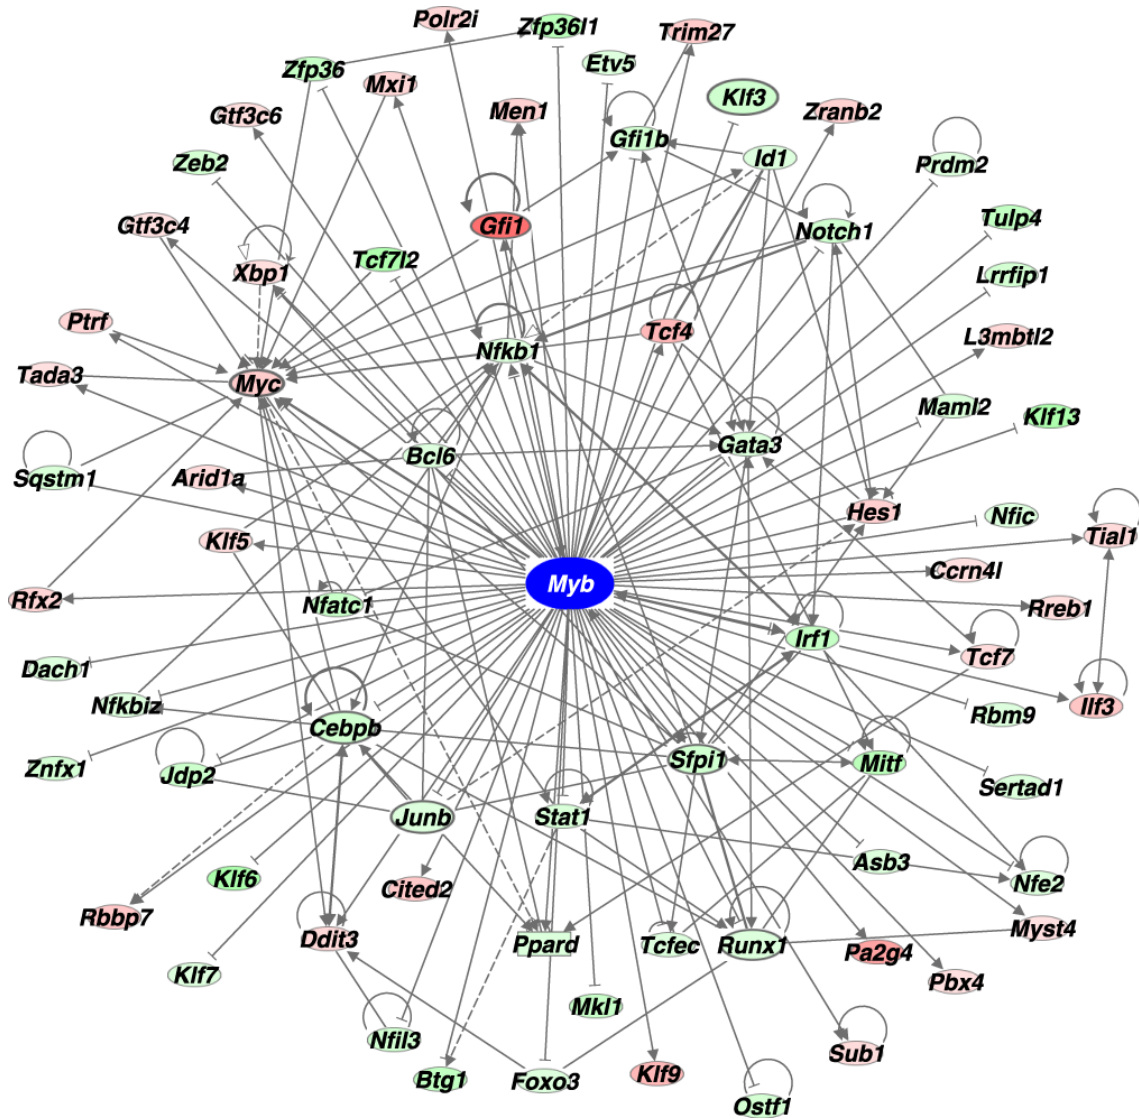 Polr2i
Zfp36l1
Trim27
Zfp36
Etv5
Mxi1
Klf3
Gtf3c6
Men1
Zranb2
Gfi1b
Id1
Zeb2
Prdm2
Gtf3c4
Gfi1
Notch1
Tulp4
Xbp1
Tcf7l2
Lrrfip1
Ptrf
Tcf4
L3mbtl2
Nfkb1
Tada3
Myc
Maml2
Klf13
Gata3
Bcl6
Sqstm1
Arid1a
Hes1
Nfic
Tial1
Klf5
Ccrn4l
Myb
Rfx2
Nfatc1
Rreb1
Irf1
Tcf7
Dach1
Nfkbiz
Ilf3
Rbm9
Cebpb
Znfx1
Jdp2
Sfpi1
Mitf
Sertad1
Junb
Stat1
Asb3
Klf6
Cited2
Nfe2
Rbbp7
Ddit3
Ppard
Tcfec
Runx1
Myst4
Pa2g4
Klf7
Pbx4
Mkl1
Nfil3
Sub1
Btg1
Foxo3
Klf9
Ostf1